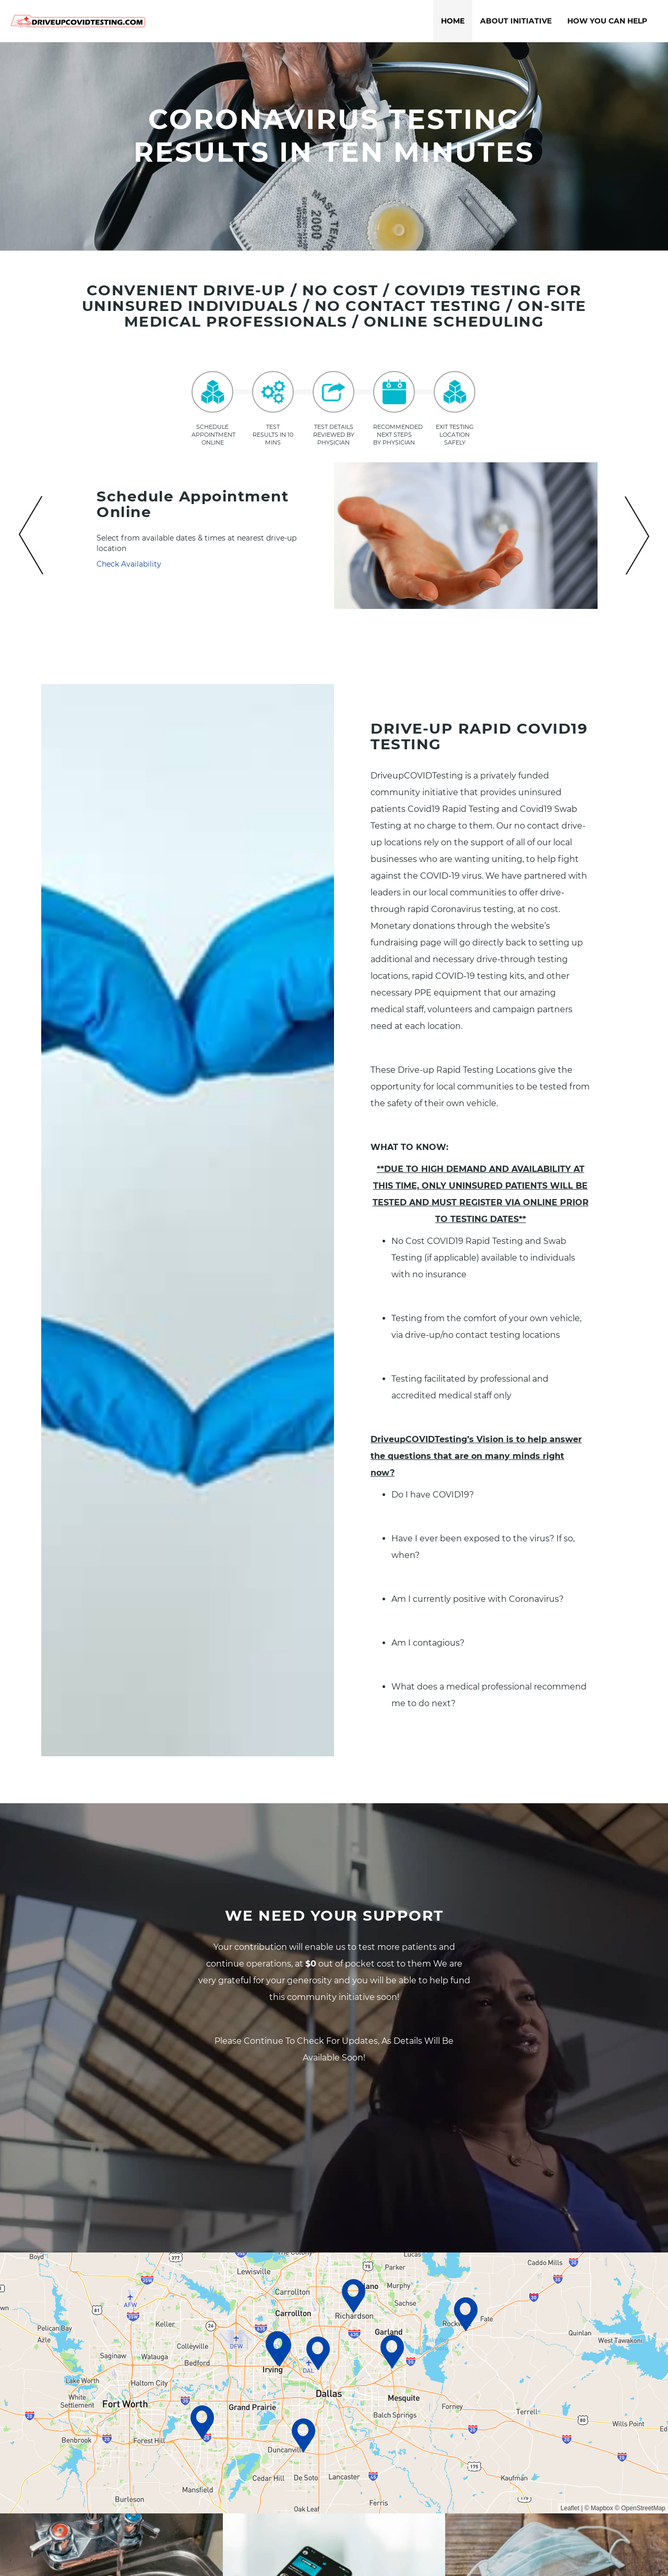 DRIVEUPCOVIDTESTING.COM
HOME
ABOUT INITIATIVE
HOW YOU CAN HELP
CORONAVIRUS TESTING
RESULTS IN TEN MINUTES
MASK TEHR
2000
CONVENIENT DRIVE-UP / NO COST / COVID19 TESTING FOR
UNINSURED INDIVIDUALS / NO CONTACT TESTING / ON-SITE
MEDICAL PROFESSIONALS / ONLINE SCHEDULING
SCHEDULE
APPOINTMENT
ONLINE
TEST
RESULTS IN 10
MINS
TEST DETAILS
REVIEWED BY
PHYSICIAN
RECOMMENDED
NEXT STEPS
BY PHYSICIAN
EXIT TESTING
LOCATION
SAFELY
Schedule Appointment
Online
Select from available dates & times at nearest drive-up
location
Check Availability
DRIVE-UP RAPID COVID19
TESTING
DriveupCOVIDTesting is a privately funded
community initiative that provides uninsured
patients Covid19 Rapid Testing and Covid19 Swab
Testing at no charge to them. Our no contact drive-
up locations rely on the support of all of our local
businesses who are wanting uniting, to help fight
against the COVID-19 virus. We have partnered with
leaders in our local communities to offer drive-
through rapid Coronavirus testing, at no cost.
Monetary donations through the website's
fundraising page will go directly back to setting up
additional and necessary drive-through testing
locations, rapid COVID-19 testing kits, and other
necessary PPE equipment that our amazing
medical staff, volunteers and campaign partners
need at each location.
These Drive-up Rapid Testing Locations give the
opportunity for local communities to be tested from
the safety of their own vehicle.
WHAT TO KNOW:
**DUE TO HIGH DEMAND AND AVAILABILITY AT
THIS TIME, ONLY UNINSURED PATIENTS WILL BE
TESTED AND MUST REGISTER VIA ONLINE PRIOR
TO TESTING DATES**
• No Cost COVID19 Rapid Testing and Swab
Testing (if applicable) available to individuals
with no insurance
• Testing from the comfort of your own vehicle,
via drive-up/no contact testing locations
• Testing facilitated by professional and
accredited medical staff only
DriveupCOVIDTesting's Vision is to help answer
the questions that are on many minds right
now?
• Do I have COVID19?
• Have I ever been exposed to the virus? If so,
when?
• Am I currently positive with Coronavirus?
• Am I contagious?
• What does a medical professional recommend
me to do next?
WE NEED YOUR SUPPORT
Your contribution will enable us to test more patients and
continue operations, at $0 out of pocket cost to them We are
very grateful for your generosity and you will be able to help fund
this community initiative soon!
Please Continue To Check For Updates, As Details Will Be
Available Soon!
Boyd
377
The Colony
75
Lucas
Caddo Mills
Lewisville
Parker
AFW
Carrollton
Murphy
81
Sachse
Carrollton
Richardson
Keller
26
Fate
Pelican Bay
Garland
Quinlan
Azle
Colleyville
DFW
West Tawakoni
Saginaw
Watauga
Bedford
Irving
DAL
Lake Worth
Haltom City
Dallas
White
Settlement
Fort Worth
Grand Prairie
Mesquite
Forney
Balch Springs
Terrell
80
Wills Point
Benbrook
Forest Hill
Duncanville
175
Cedar Hill
De Soto
Lancaster
Kaufman
Mansfield
Burleson
Ferris
Oak Leaf
Leaflet | © Mapbox © OpenStreetMap